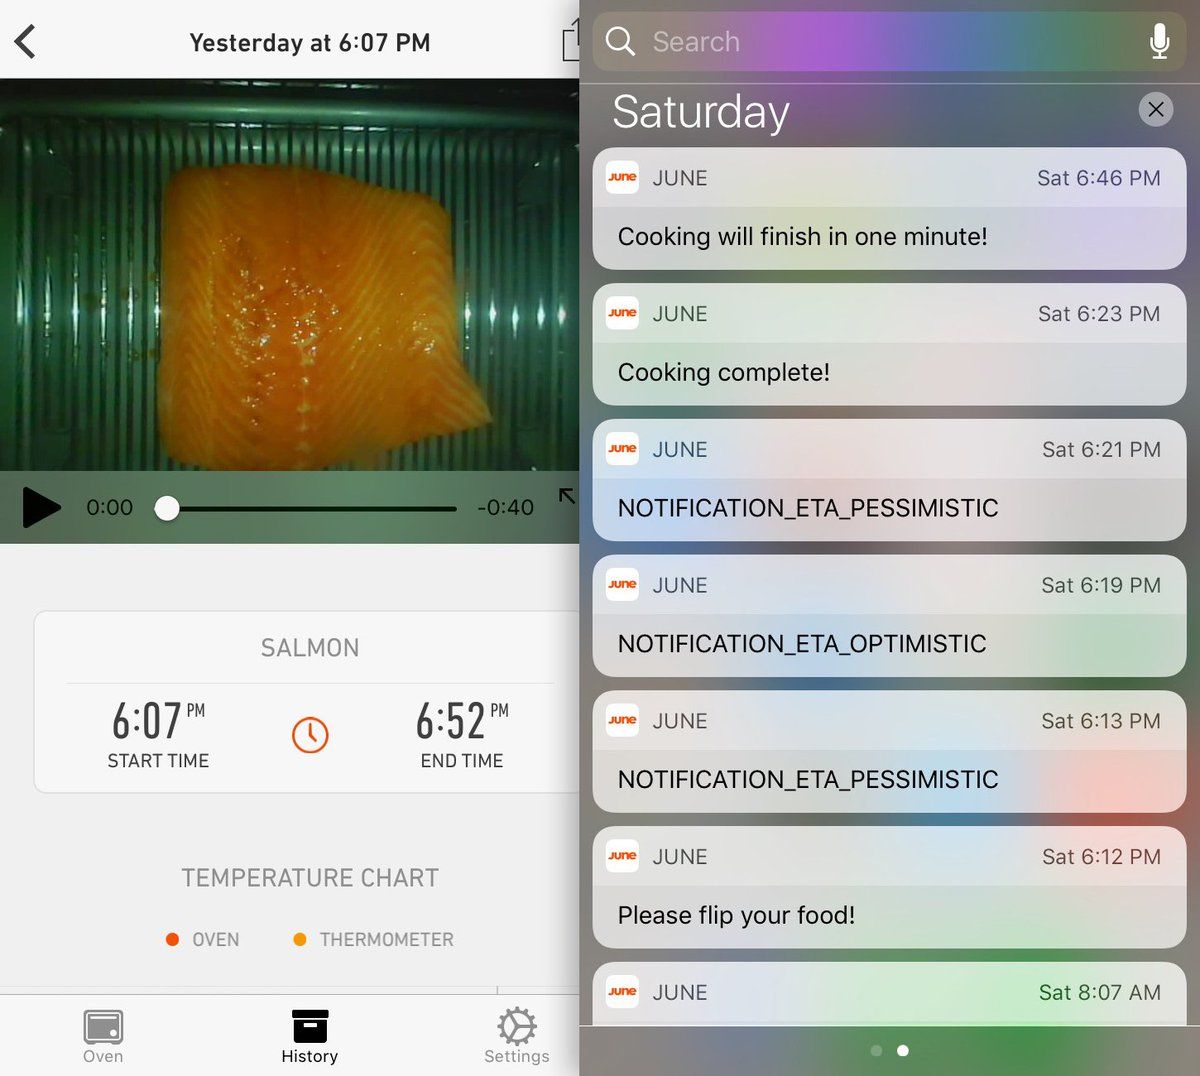 Yesterday at 6:07 PM
0:00
-0:40
SALMON
6:07 PM
START TIME
6:52 PM
END TIME
TEMPERATURE CHART
OVEN
THERMOMETER
Oven
History
Settings
Search
Saturday
June JUNE Sat 6:46 PM
Cooking will finish in one minute!
June JUNE Sat 6:23 PM
Cooking complete!
June JUNE Sat 6:21 PM
NOTIFICATION_ETA_PESSIMISTIC
June JUNE Sat 6:19 PM
NOTIFICATION_ETA_OPTIMISTIC
June JUNE Sat 6:13 PM
NOTIFICATION_ETA_PESSIMISTIC
June JUNE Sat 6:12 PM
Please flip your food!
June JUNE Sat 8:07 AM